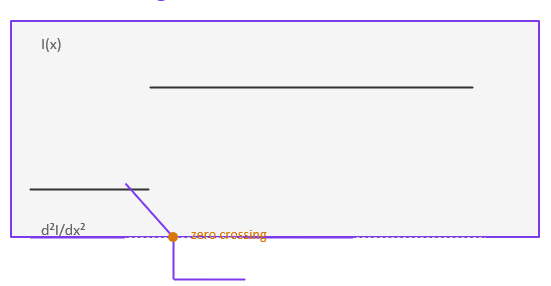 I(x)
d²I/dx²
zero crossing